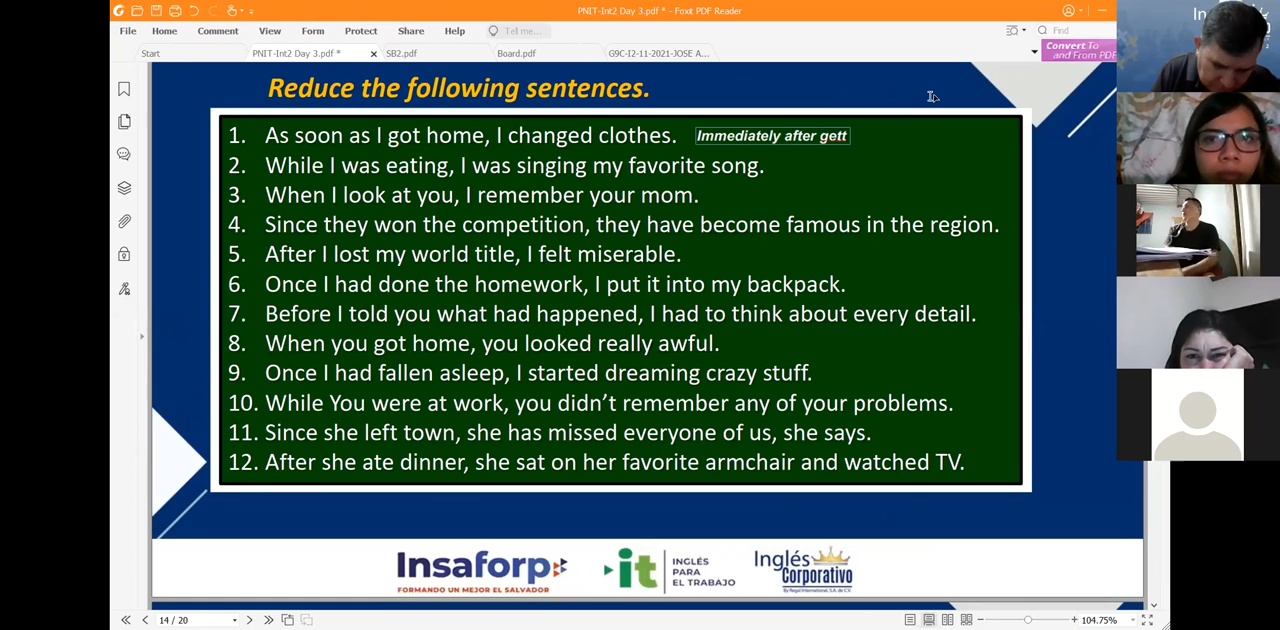 PNIT-Int2 Day 3.pdf * - Foxit PDF Reader
File Home Comment View Form Protect Share Help Tell me... Find
Start PNIT-Int2 Day 3.pdf * SB2.pdf Board.pdf G9C-I2-11-2021-JOSE A...
Convert To
and From PDF
Reduce the following sentences.
1. As soon as I got home, I changed clothes. Immediately after gett
2. While I was eating, I was singing my favorite song.
3. When I look at you, I remember your mom.
4. Since they won the competition, they have become famous in the region.
5. After I lost my world title, I felt miserable.
6. Once I had done the homework, I put it into my backpack.
7. Before I told you what had happened, I had to think about every detail.
8. When you got home, you looked really awful.
9. Once I had fallen asleep, I started dreaming crazy stuff.
10. While You were at work, you didn’t remember any of your problems.
11. Since she left town, she has missed everyone of us, she says.
12. After she ate dinner, she sat on her favorite armchair and watched TV.
Insaforp
FORMANDO UN MEJOR EL SALVADOR
it
INGLÉS
PARA
EL TRABAJO
Inglés
Corporativo
By Regal International, S.A. de C.V.
14 / 20
104.75%